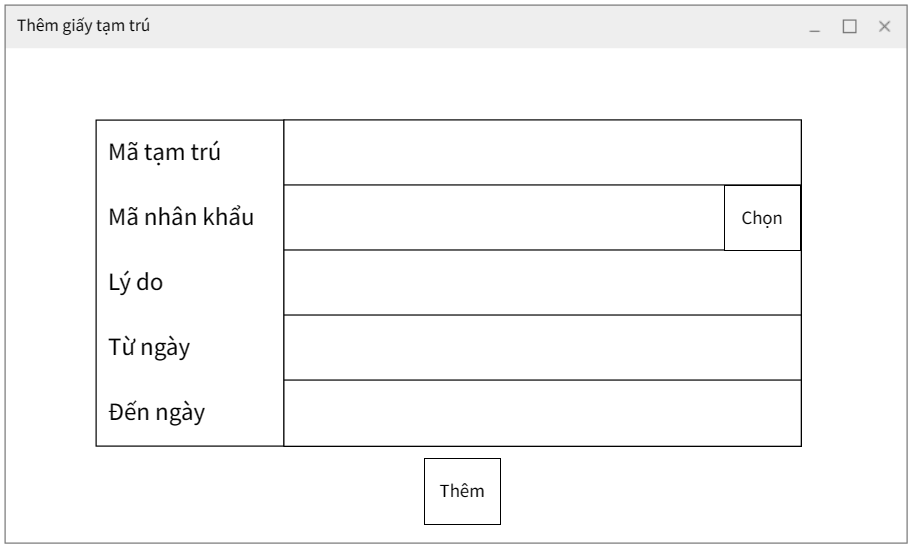 Thêm giấy tạm trú
Mã tạm trú
Mã nhân khẩu
Chọn
Lý do
Từ ngày
Đến ngày
Thêm